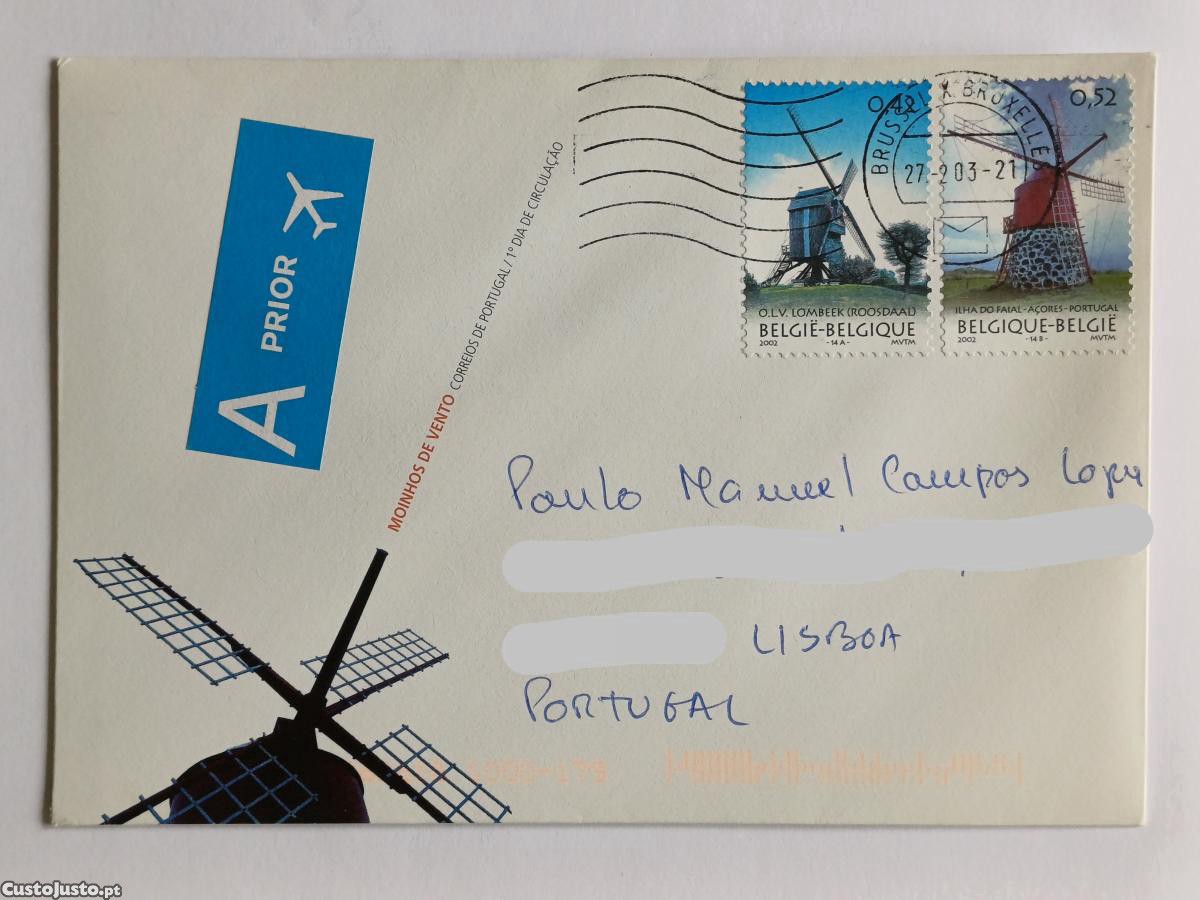 A PRIOR
MOINHOS DE VENTO CORREIOS DE PORTUGAL / 1º DIA DE CIRCULAÇÃO
BRUSSEL X BRUXELLES
27-2 03-21
0,42
O.L.V. LOMBEEK (ROOSDAAL)
BELGIË-BELGIQUE
2002 -14 A- MVTM
0,52
ILHA DO FAIAL-AÇORES-PORTUGAL
BELGIQUE-BELGIË
2002 -14 B- MVTM
Paulo Manuel Campos Lopes
LISBOA
PORTUGAL
CustoJusto.pt